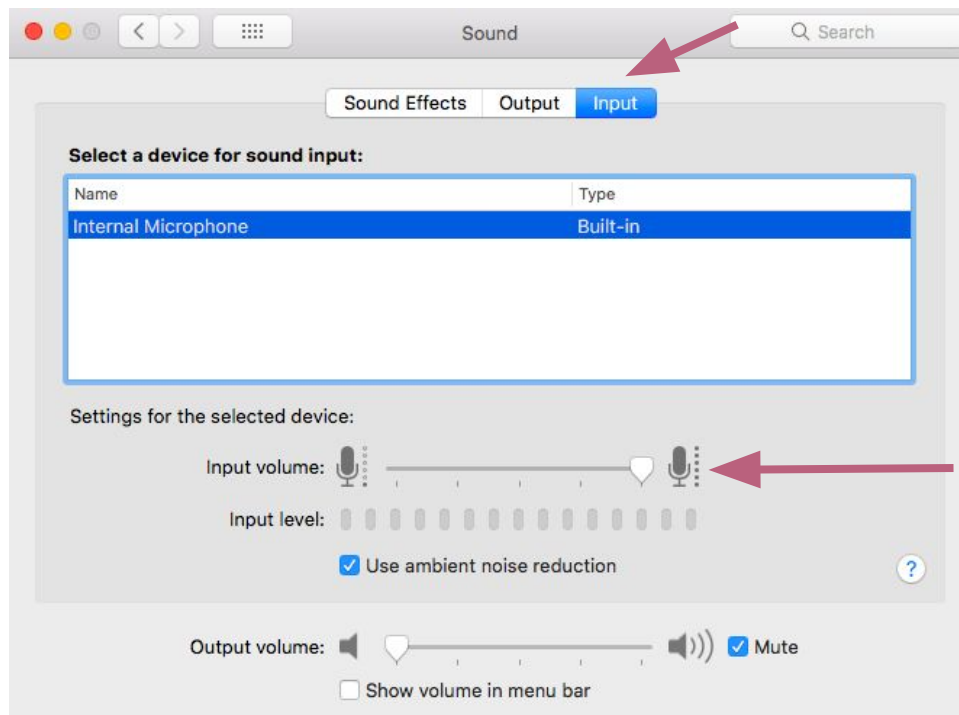 Sound
Search
Sound Effects Output Input
Select a device for sound input:
Name Type
Internal Microphone Built-in
Settings for the selected device:
Input volume:
Input level:
Use ambient noise reduction
?
Output volume: Mute
Show volume in menu bar